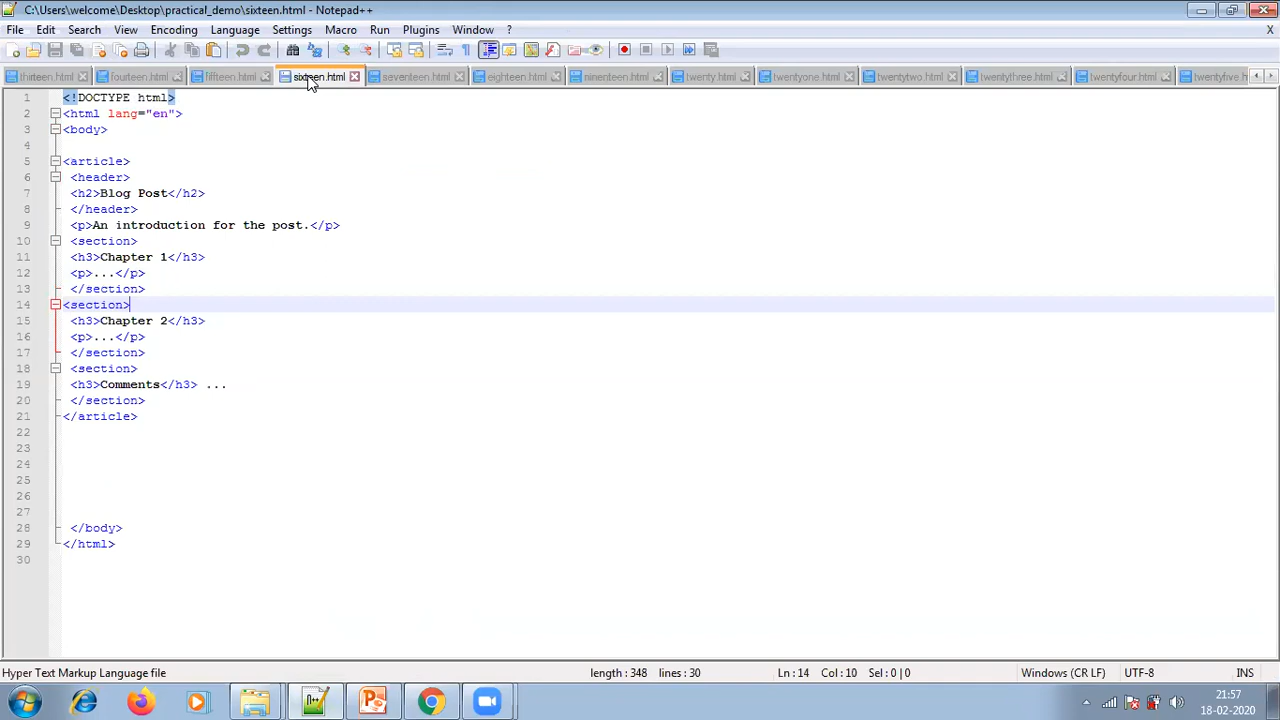 C:\Users\welcome\Desktop\practical_demo\sixteen.html - Notepad++
File Edit Search View Encoding Language Settings Macro Run Plugins Window ? X
thirteen.html fourteen.html fiffteen.html sixteen.html seventeen.html eighteen.html ninenteen.html twenty.html twentyone.html twentytwo.html twentythree.html twentyfour.html
1 <!DOCTYPE html>
2 <html lang="en">
3 <body>
4
5 <article>
6 <header>
7 <h2>Blog Post</h2>
8 </header>
9 <p>An introduction for the post.</p>
10 <section>
11 <h3>Chapter 1</h3>
12 <p>...</p>
13 </section>
14 <section>
15 <h3>Chapter 2</h3>
16 <p>...</p>
17 </section>
18 <section>
19 <h3>Comments</h3> ...
20 </section>
21 </article>
22
23
24
25
26
27
28 </body>
29 </html>
30
Hyper Text Markup Language file length : 348 lines : 30 Ln : 14 Col : 10 Sel : 0 | 0 Windows (CR LF) UTF-8 INS
21:57
18-02-2020